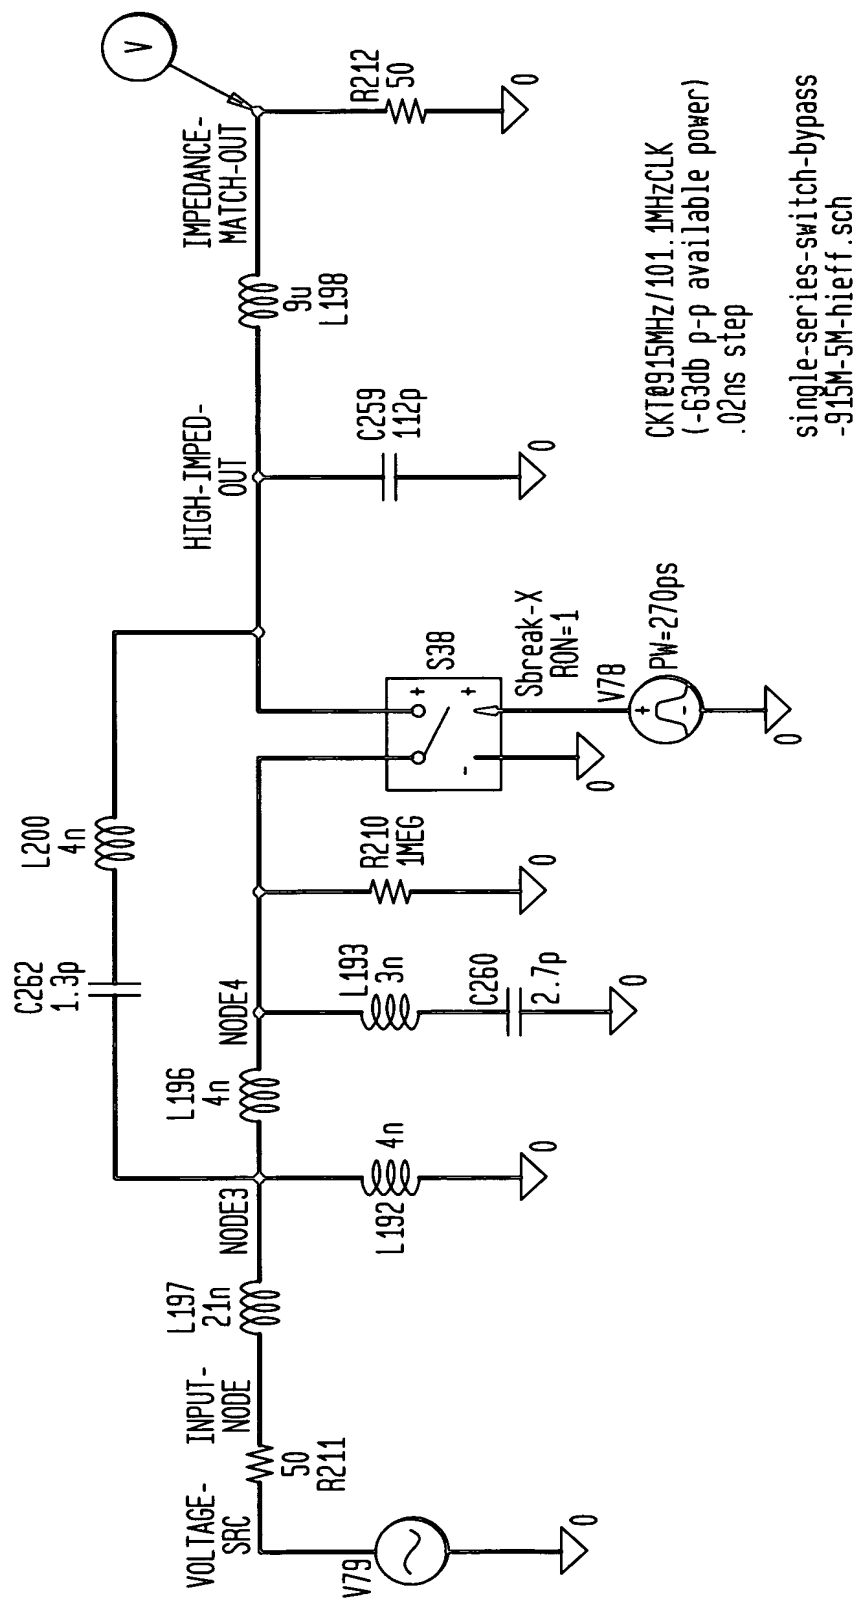 VOLTAGE-
SRC
V79
0
50
R211
INPUT-
NODE
L197
21n
NODE3
L192
4n
0
L196
4n
NODE4
C262
1.3p
L200
4n
L193
3n
C260
2.7p
0
R210
1MEG
0
S38
+
+
-
0
Sbreak-X
RON=1
V78
+
-
PW=270ps
0
HIGH-IMPED-
OUT
C259
112p
0
9u
L198
IMPEDANCE-
MATCH-OUT
V
R212
50
0
CKT@915MHz/101.1MHzCLK
(-63db p-p available power)
.02ns step
single-series-switch-bypass
-915M-5M-hieff.sch